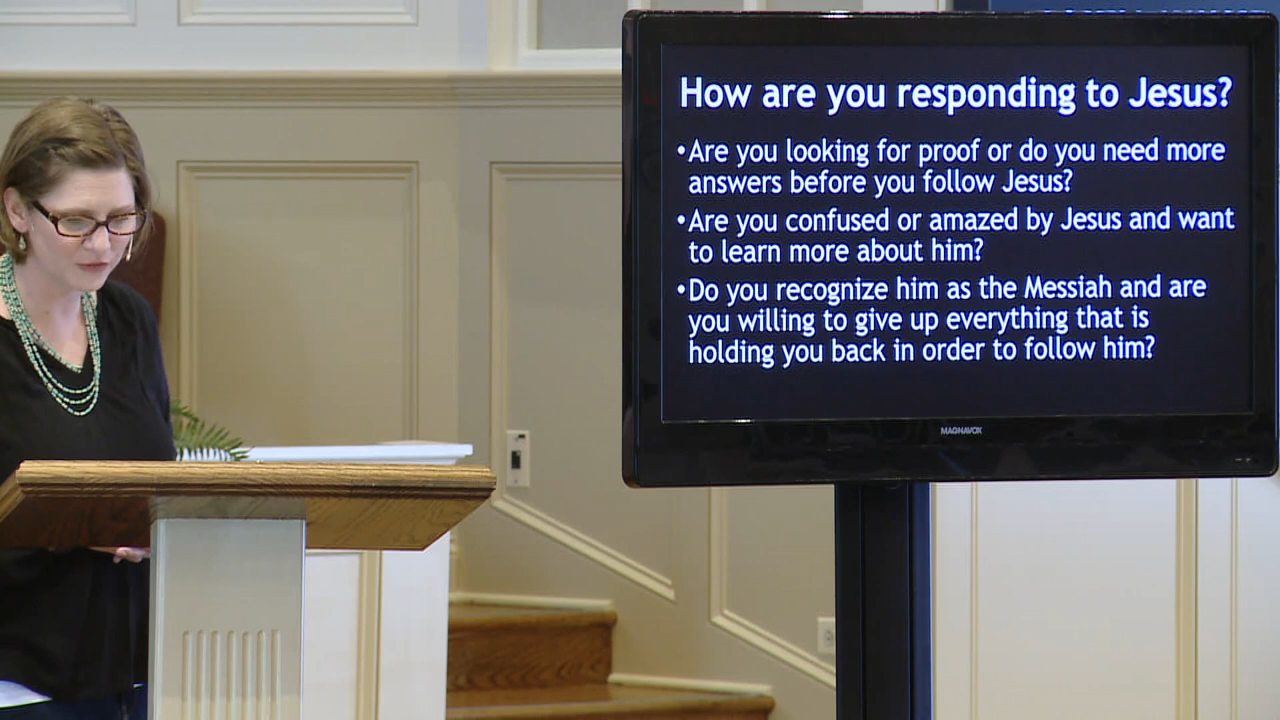 How are you responding to Jesus?
•Are you looking for proof or do you need more
answers before you follow Jesus?
•Are you confused or amazed by Jesus and want
to learn more about him?
•Do you recognize him as the Messiah and are
you willing to give up everything that is
holding you back in order to follow him?
MAGNAVOX